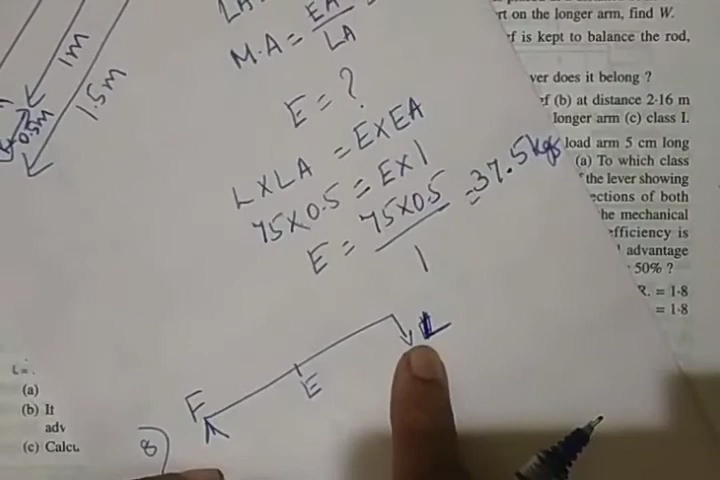 LA
M.A = EA
LA
1m
1.5m
0.5m
E = ?
L X LA = E X EA
75 X 0.5 = E X 1
E = 75 X 0.5 = 37.5 kgf
1
F
E
L
8)
rt on the longer arm, find W.
f is kept to balance the rod,
ver does it belong ?
f (b) at distance 2·16 m
longer arm (c) class I.
load arm 5 cm long
(a) To which class
the lever showing
ections of both
he mechanical
efficiency is
advantage
50% ?
R. = 1·8
= 1·8
(a)
(b) It
adv
(c) Calcu